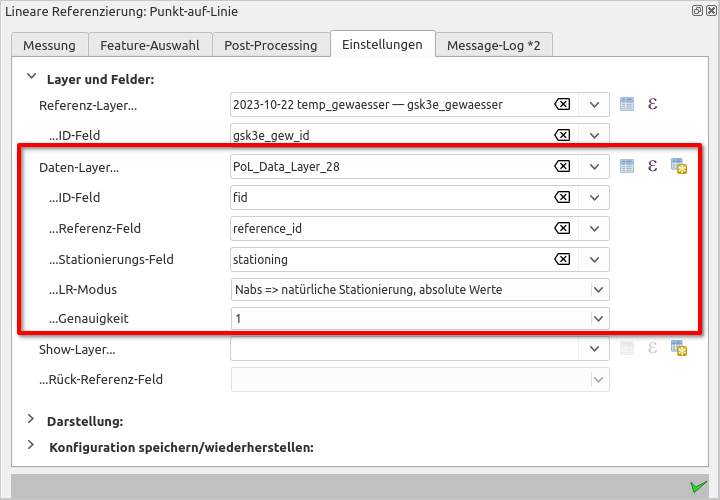 Lineare Referenzierung: Punkt-auf-Linie
Messung Feature-Auswahl Post-Processing Einstellungen Message-Log *2
Layer und Felder:
Referenz-Layer... 2023-10-22 temp_gewaesser — gsk3e_gewaesser ε
...ID-Feld gsk3e_gew_id
Daten-Layer... PoL_Data_Layer_28 ε
...ID-Feld fid
...Referenz-Feld reference_id
...Stationierungs-Feld stationing
...LR-Modus Nabs => natürliche Stationierung, absolute Werte
...Genauigkeit 1
Show-Layer... ε
...Rück-Referenz-Feld
Darstellung:
Konfiguration speichern/wiederherstellen: